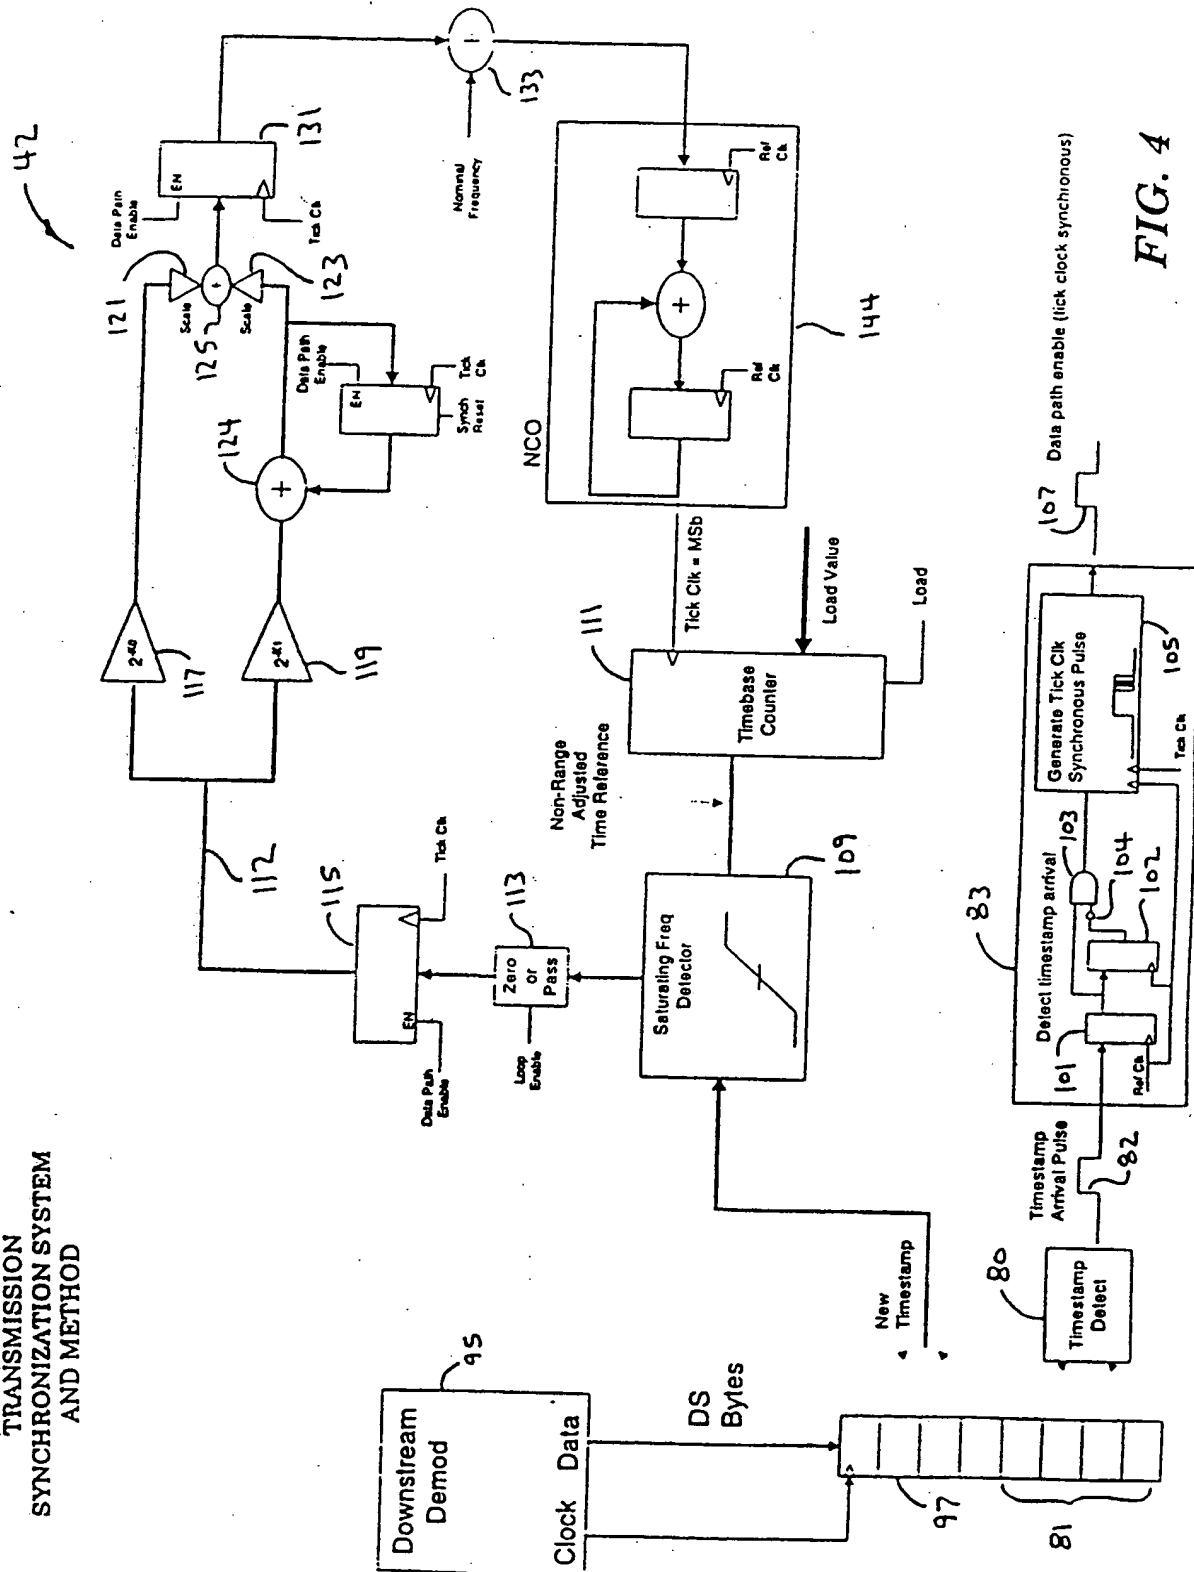 TRANSMISSION
SYNCHRONIZATION SYSTEM
AND METHOD
42
Data Path
Enable
EN
131
Tick Clk
121
Scale
125
Scale
123
133
Nominal
Frequency
Data Path
Enable
EN
Tick
Clk
Synch
Reset
124
+
2-K0
117
2-K1
119
112
115
Tick Clk
EN
Data Path
Enable
113
Zero
or
Pass
Loop
Enable
NCO
Ref
Clk
+
Ref
Clk
144
Tick Clk = MSb
111
Timebase
Counter
Load Value
Load
Non-Range
Adjusted
Time Reference
Saturating Freq
Detector
109
New
Timestamp
Downstream
Demod
95
Clock Data
DS
Bytes
97
81
80
Timestamp
Detect
Timestamp
Arrival Pulse
82
83
Detect timestamp arrival
101
Ref Clk
102
103
104
Generate Tick Clk
Synchronous Pulse
105
Tick Clk
107
Data path enable (tick clock synchronous)
FIG. 4